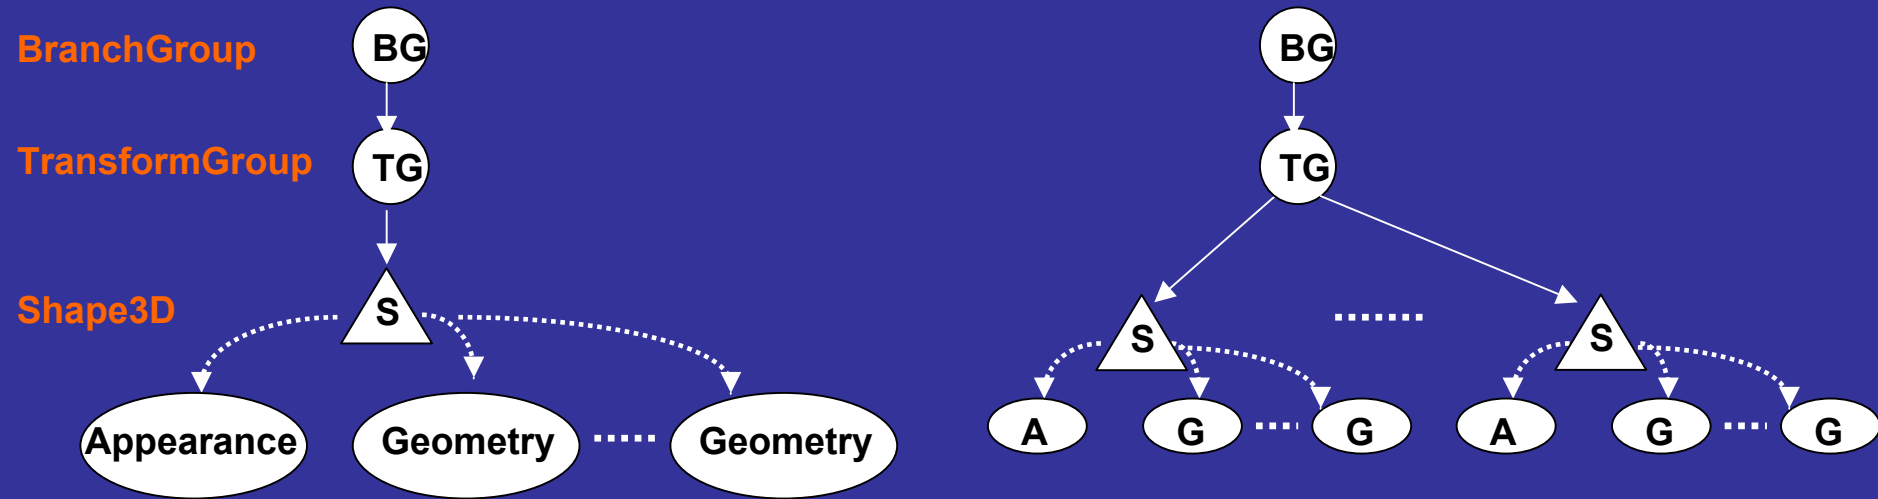 BranchGroup BG BG
TransformGroup TG TG
Shape3D S
S S
Appearance Geometry Geometry A G G A G G